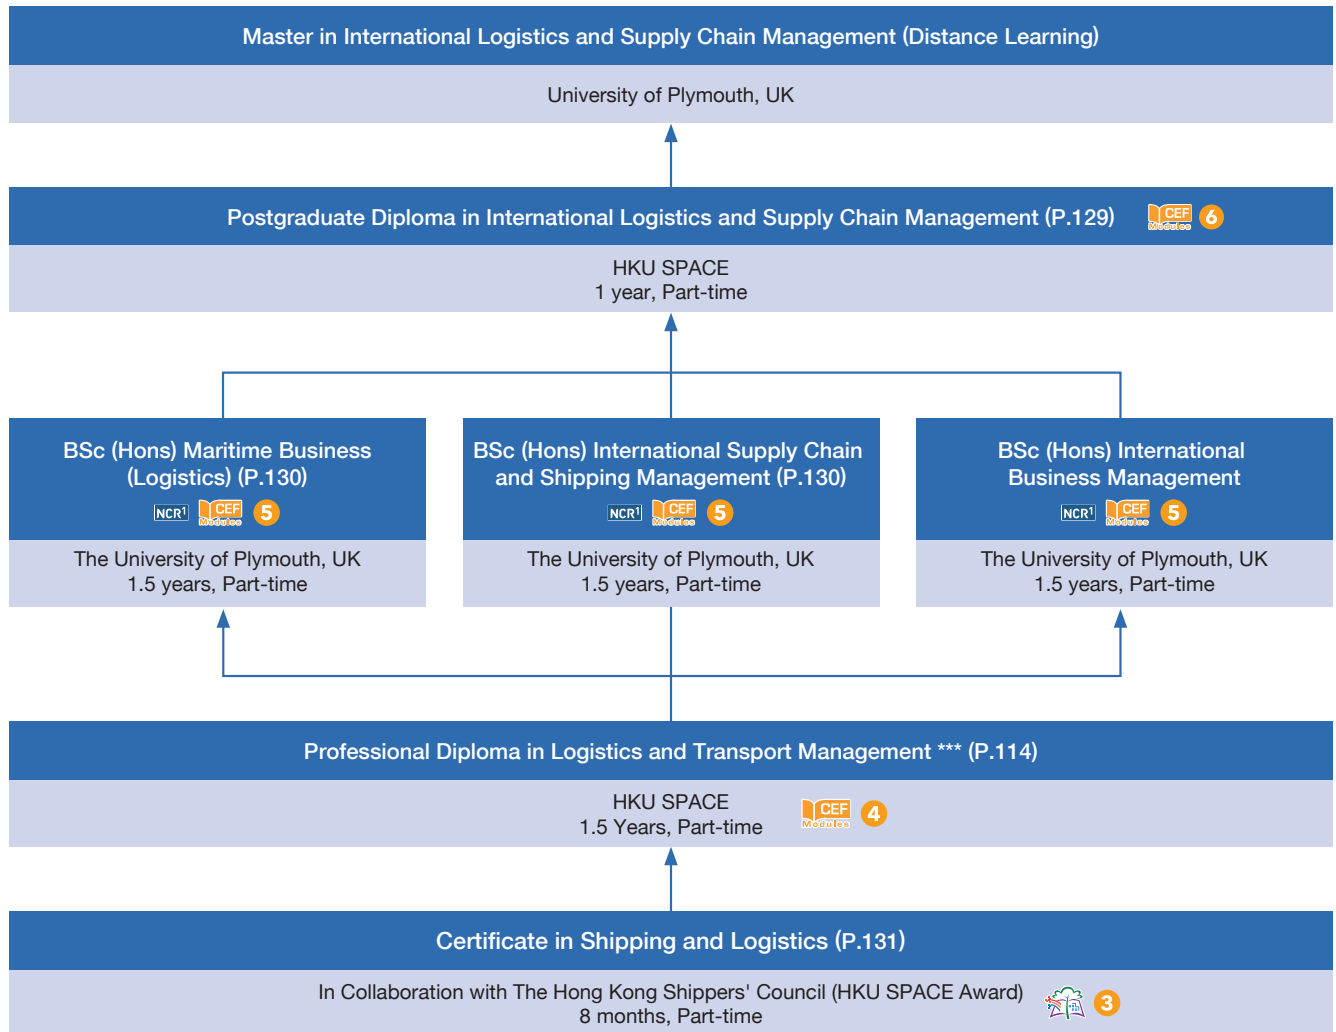 Master in International Logistics and Supply Chain Management (Distance Learning)
University of Plymouth, UK
Postgraduate Diploma in International Logistics and Supply Chain Management (P.129)
CEF
Modules
6
HKU SPACE
1 year, Part-time
BSc (Hons) Maritime Business
(Logistics) (P.130)
NCR¹
CEF
Modules
5
The University of Plymouth, UK
1.5 years, Part-time
BSc (Hons) International Supply Chain
and Shipping Management (P.130)
NCR¹
CEF
Modules
5
The University of Plymouth, UK
1.5 years, Part-time
BSc (Hons) International
Business Management
NCR¹
CEF
Modules
5
The University of Plymouth, UK
1.5 years, Part-time
Professional Diploma in Logistics and Transport Management *** (P.114)
HKU SPACE
1.5 Years, Part-time
CEF
Modules
4
Certificate in Shipping and Logistics (P.131)
In Collaboration with The Hong Kong Shippers' Council (HKU SPACE Award)
8 months, Part-time
3